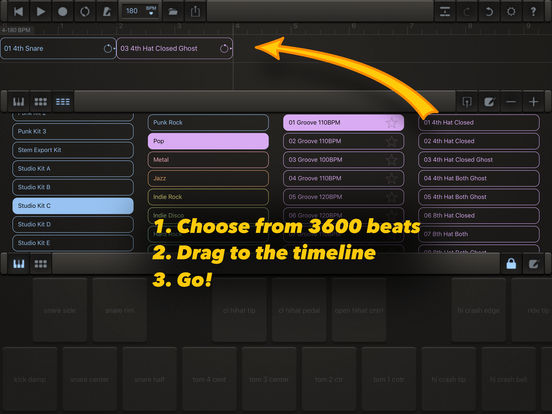 180 BPM
?
4-180 BPM
1 2 3 4 5 6 7 8 9
01 4th Snare 03 4th Hat Closed Ghost
Punk Kit 3
Stem Export Kit
Studio Kit A
Studio Kit B
Studio Kit C
Studio Kit D
Studio Kit E
Punk Rock
Pop
Metal
Jazz
Indie Rock
Indie Disco
01 Groove 110BPM
02 Groove 110BPM
03 Groove 120BPM
04 Groove 110BPM
05 Groove 110BPM
06 Groove 120BPM
01 4th Hat Closed
02 4th Hat Closed
03 4th Hat Closed Ghost
04 4th Hat Both Ghost
05 4th Hat Both Ghost
06 8th Hat Closed
07 8th Hat Both
08 8th Hat Both Ghost
1. Choose from 3600 beats
2. Drag to the timeline
3. Go!
snare side snare rim cl hihat tip cl hihat pedal open hihat cntrl hi crash edge ride tip
kick damp snare center snare half tom 4 cent tom 3 center tom 2 ctr tom 1 cntr hi crash tip hi crash bell